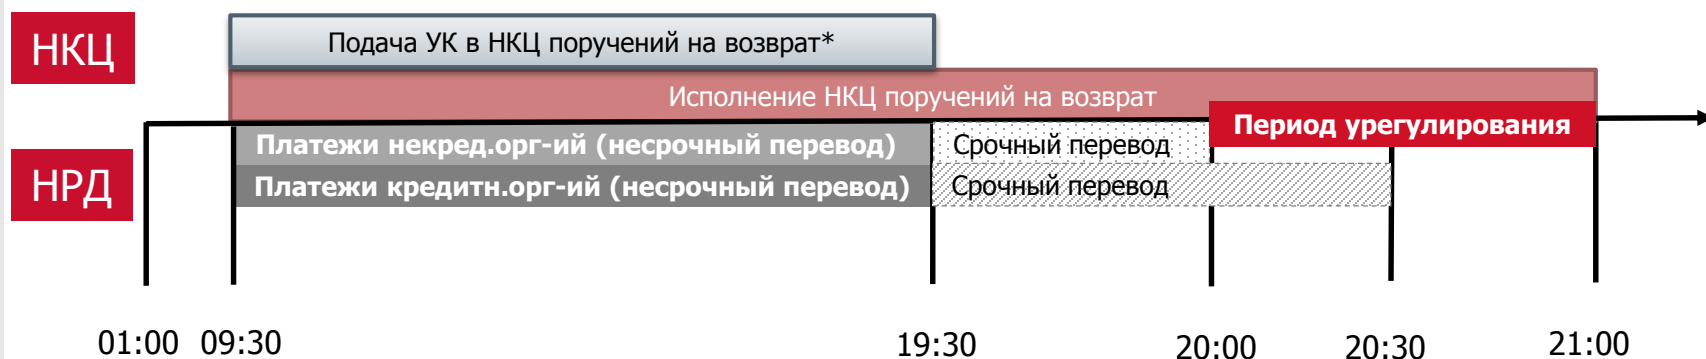 НКЦ
Подача УК в НКЦ поручений на возврат*
Исполнение НКЦ поручений на возврат
Период урегулирования
НРД
Платежи некред.орг-ий (несрочный перевод)
Срочный перевод
Платежи кредитн.орг-ий (несрочный перевод)
Срочный перевод
01:00 09:30 19:30 20:00 20:30 21:00